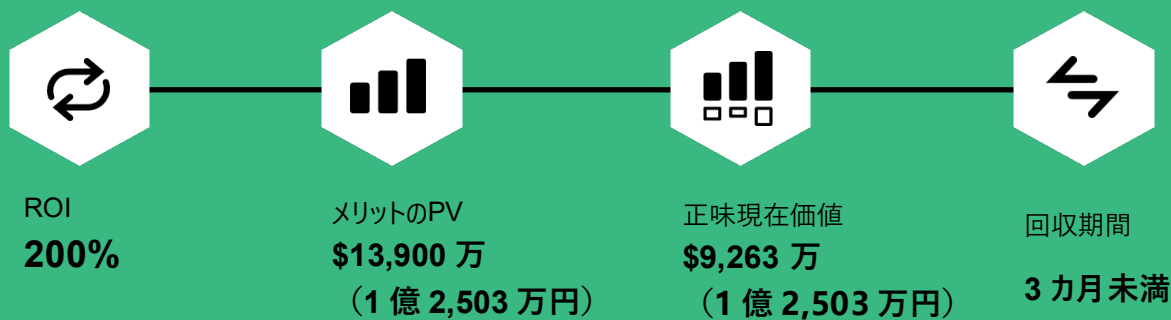 ROI
200%
メリットのPV
$13,900 万
（1 億 2,503 万円）
正味現在価値
$9,263 万
（1 億 2,503 万円）
回収期間
3 カ月未満